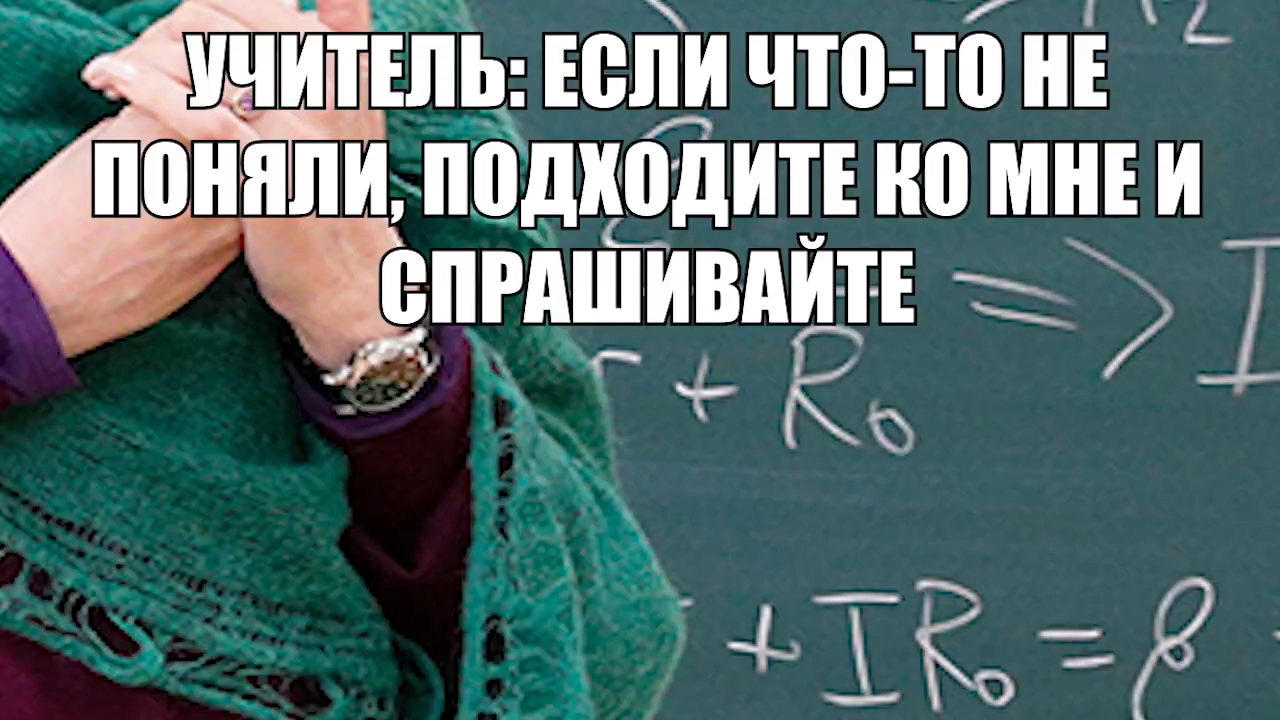 УЧИТЕЛЬ: ЕСЛИ ЧТО-ТО НЕ
ПОНЯЛИ, ПОДХОДИТЕ КО МНЕ И
СПРАШИВАЙТЕ
=> I
+ R₀
+ IR₀ =